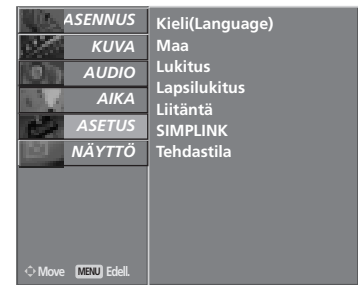 ASENNUS
KUVA
AUDIO
AIKA
ASETUS
NÄYTTÖ
Kieli(Language)
Maa
Lukitus
Lapsilukitus
Liitäntä
SIMPLINK
Tehdastila
Move MENU Edell.